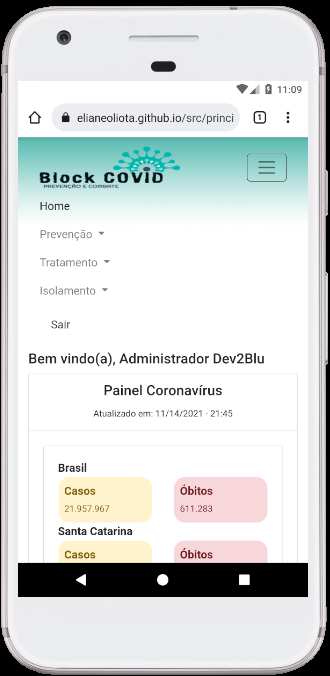 11:09
elianeoliota.github.io/src/princi
1
Block COVID
PREVENÇÃO E COMBATE
Home
Prevenção
Tratamento
Isolamento
Sair
Bem vindo(a), Administrador Dev2Blu
Painel Coronavírus
Atualizado em: 11/14/2021 - 21:45
Brasil
Casos Óbitos
21.957.967 611.283
Santa Catarina
Casos Óbitos